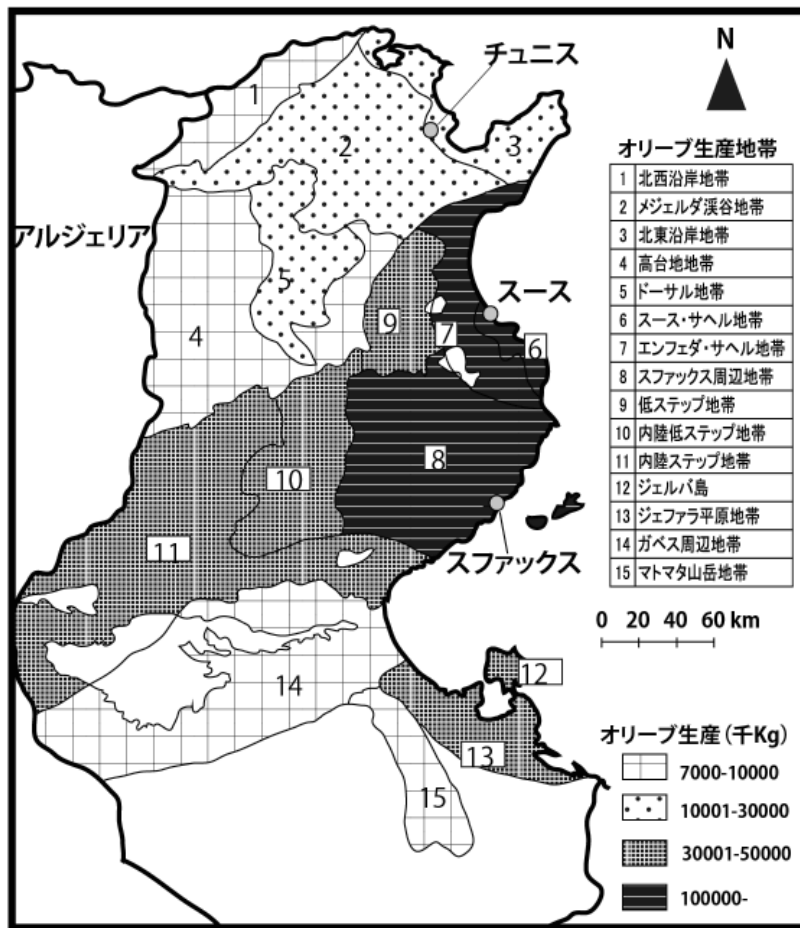 N
チュニス
1
2
3
オリーブ生産地帯
1 北西沿岸地帯
2 メジェルダ渓谷地帯
3 北東沿岸地帯
4 高台地地帯
5 ドーサル地帯
6 スース・サヘル地帯
7 エンフェダ・サヘル地帯
8 スファックス周辺地帯
9 低ステップ地帯
10 内陸低ステップ地帯
11 内陸ステップ地帯
12 ジェルバ島
13 ジェファラ平原地帯
14 ガベス周辺地帯
15 マトマタ山岳地帯
アルジェリア
5
スース
4
9
7
6
8
10
スファックス
11
0 20 40 60 km
12
14
13
15
オリーブ生産(千Kg)
7000-10000
10001-30000
30001-50000
100000-